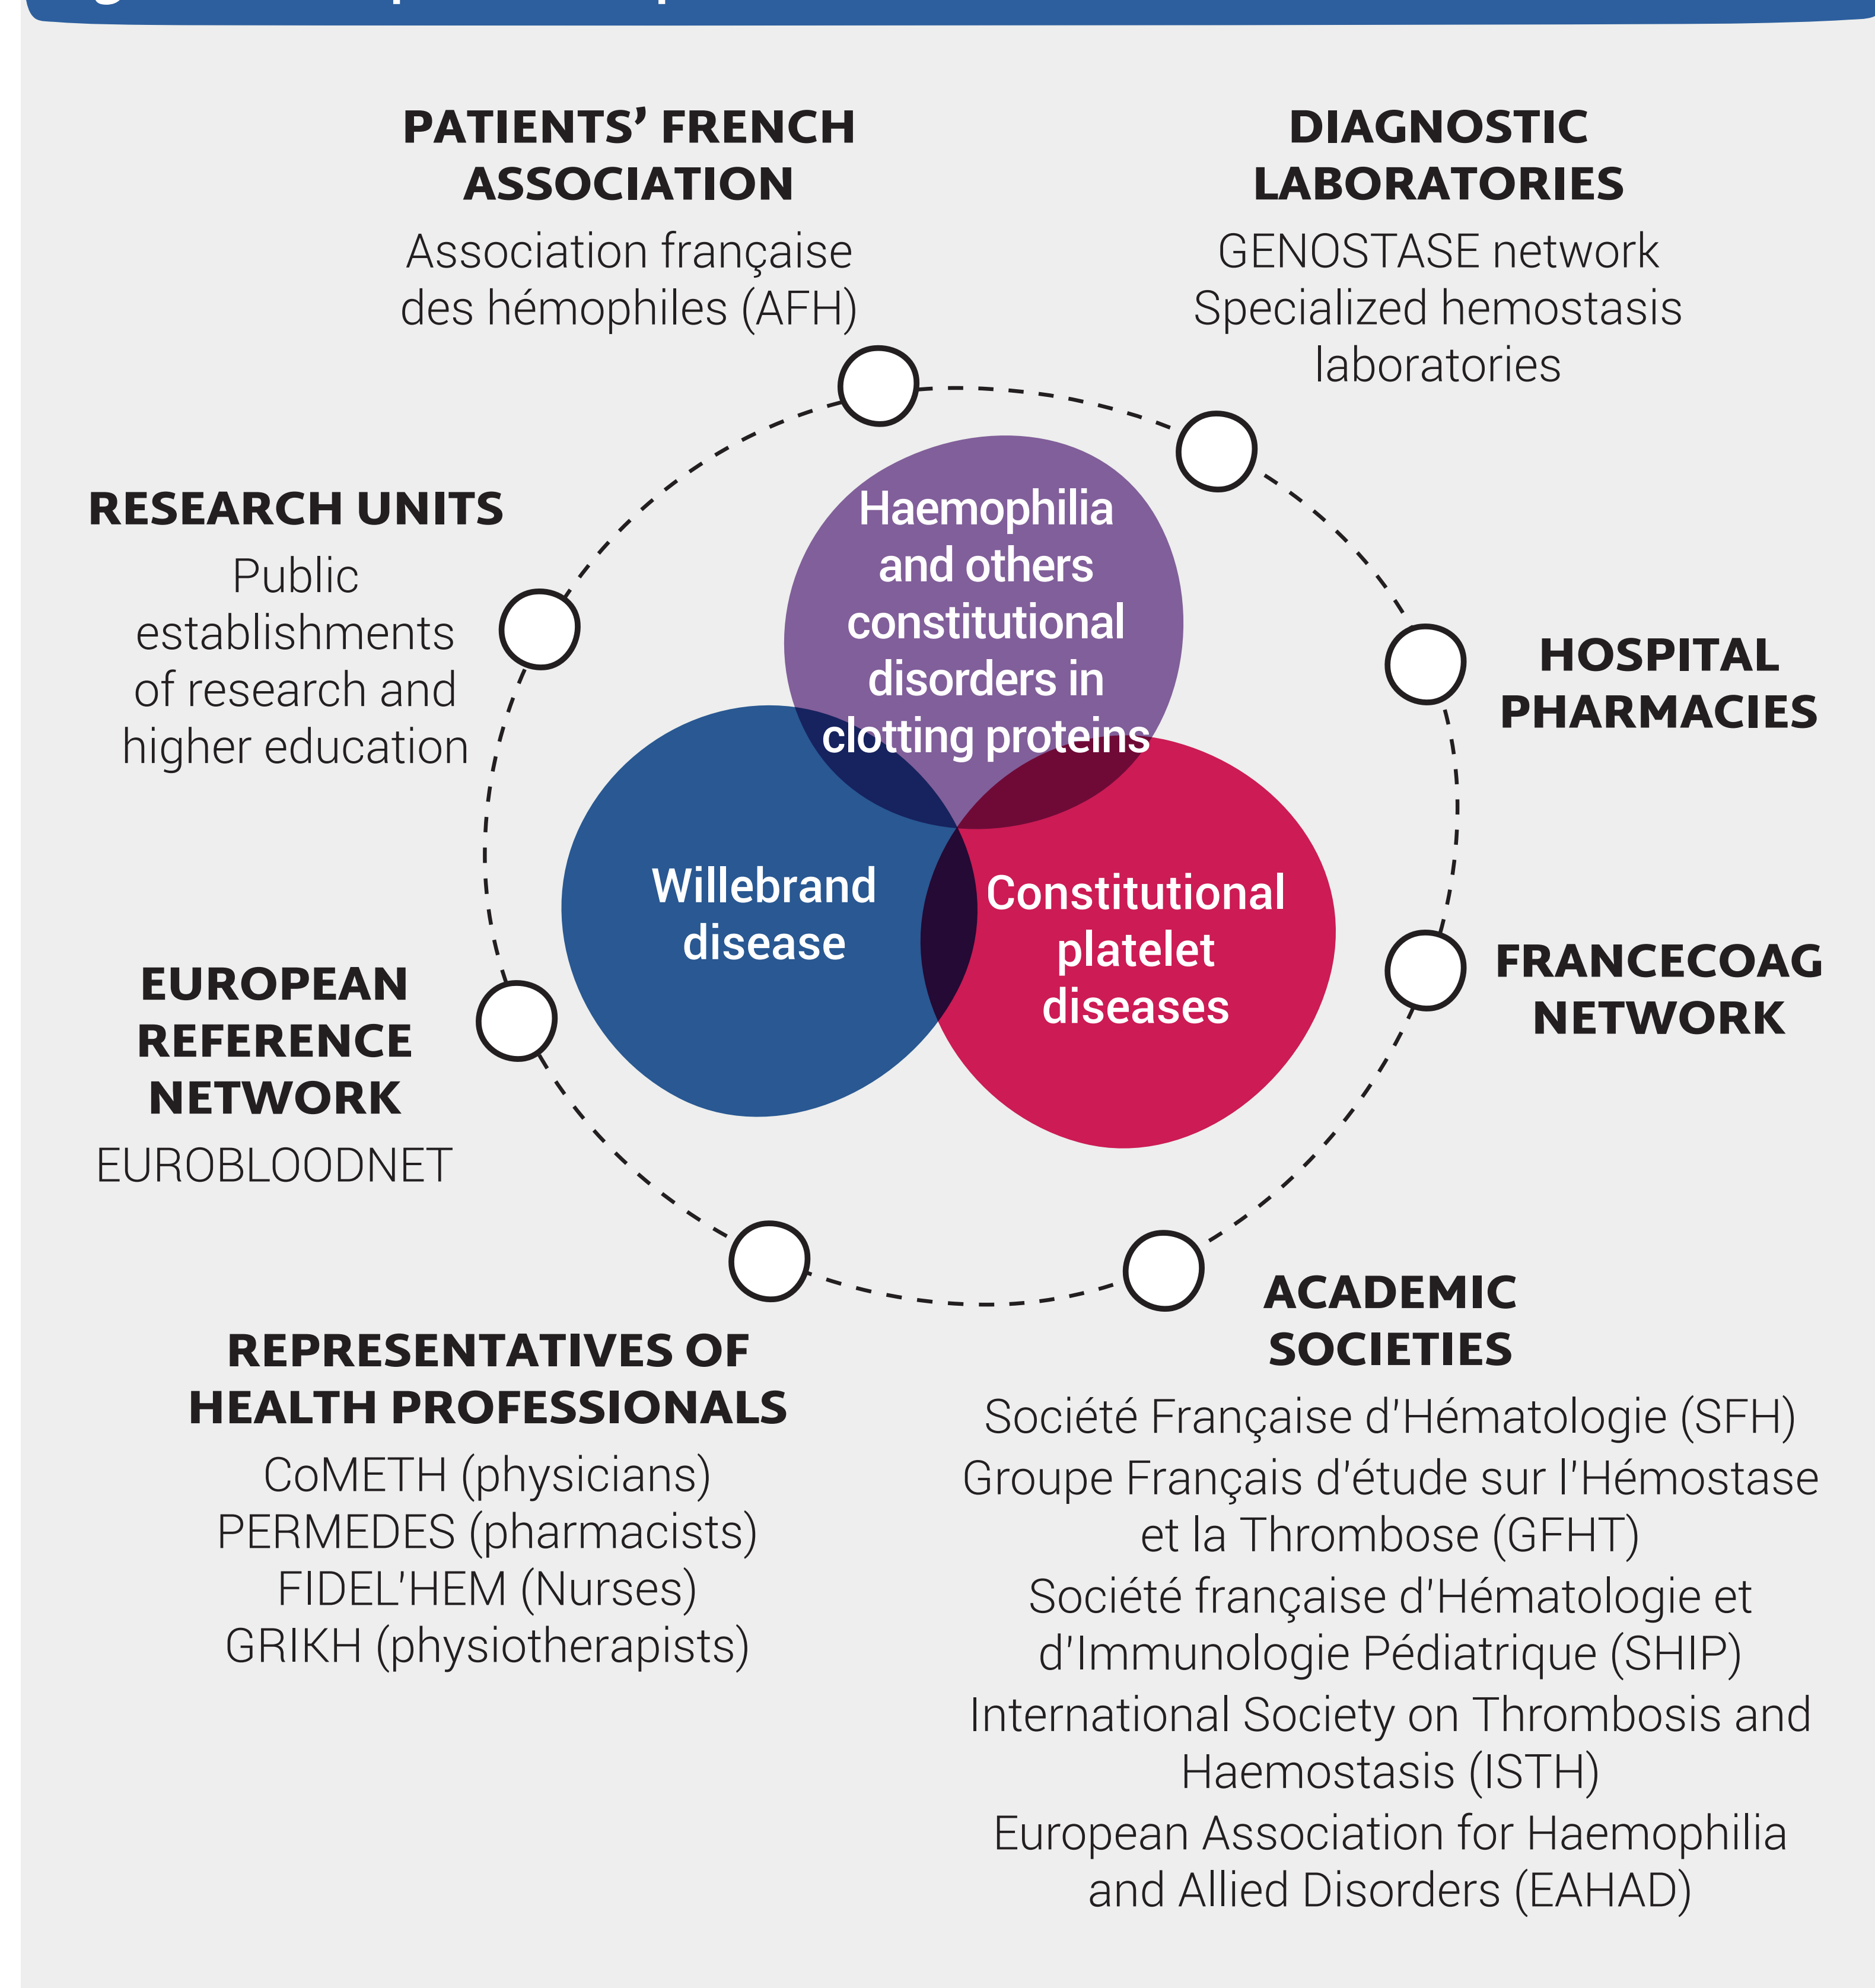 PATIENTS’ FRENCH
ASSOCIATION
Association française
des hémophiles (AFH)
DIAGNOSTIC
LABORATORIES
GENOSTASE network
Specialized hemostasis
laboratories
RESEARCH UNITS
Public
establishments
of research and
higher education
Haemophilia
and others
constitutional
disorders in
clotting proteins
HOSPITAL
PHARMACIES
Willebrand
disease
Constitutional
platelet
diseases
FRANCECOAG
NETWORK
EUROPEAN
REFERENCE
NETWORK
EUROBLOODNET
REPRESENTATIVES OF
HEALTH PROFESSIONALS
CoMETH (physicians)
PERMEDES (pharmacists)
FIDEL'HEM (Nurses)
GRIKH (physiotherapists)
ACADEMIC
SOCIETIES
Société Française d'Hématologie (SFH)
Groupe Français d'étude sur l'Hémostase
et la Thrombose (GFHT)
Société française d'Hématologie et
d'Immunologie Pédiatrique (SHIP)
International Society on Thrombosis and
Haemostasis (ISTH)
European Association for Haemophilia
and Allied Disorders (EAHAD)